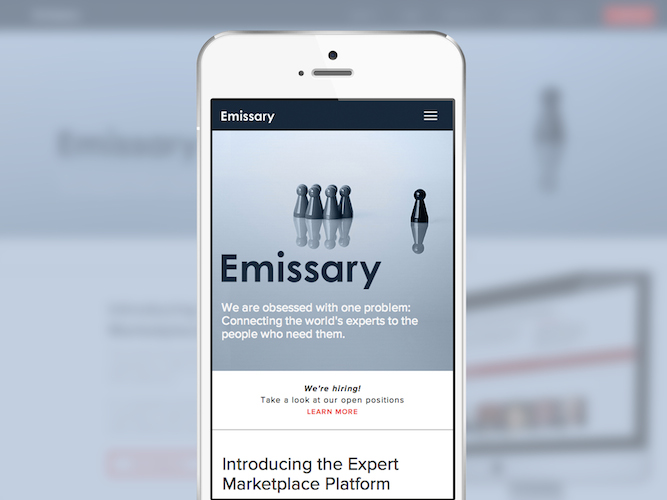 Emissary
Emissary
We are obsessed with one problem:
Connecting the world's experts to the
people who need them.
We're hiring!
Take a look at our open positions
LEARN MORE
Introducing the Expert
Marketplace Platform